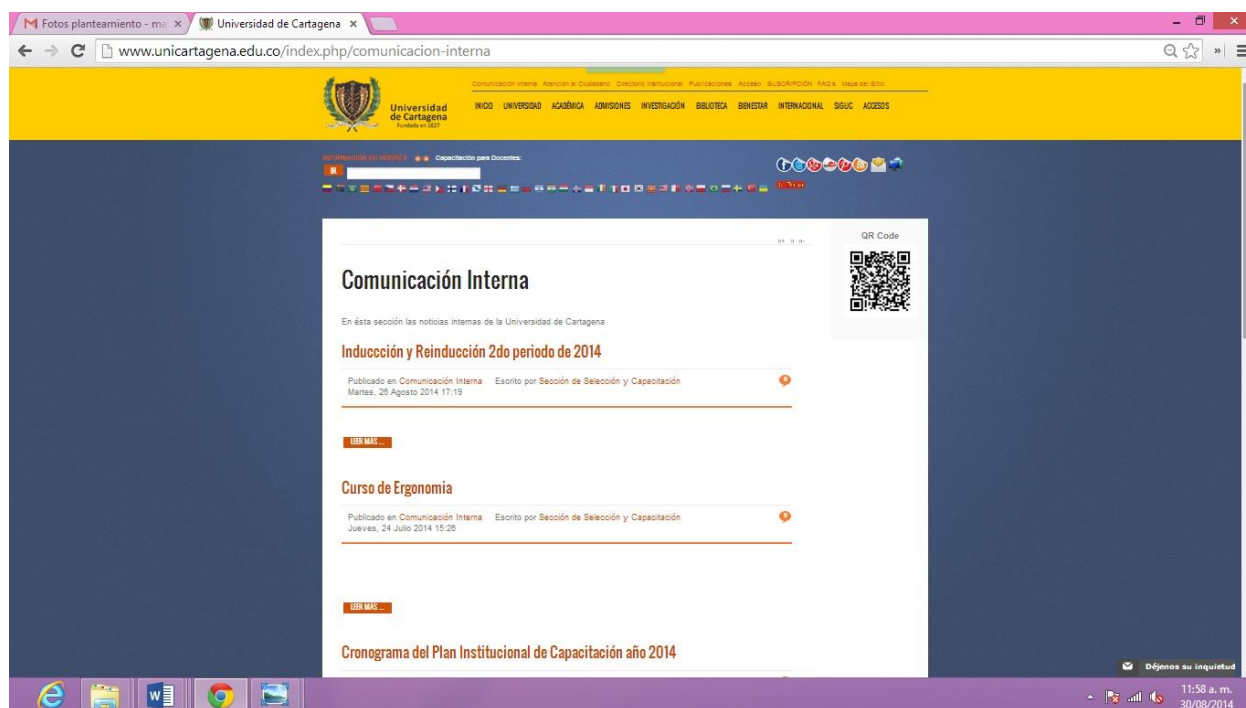 Fotos planteamiento - ma
Universidad de Cartagena
www.unicartagena.edu.co/index.php/comunicacion-interna
Comunicación Interna Atención al Ciudadano Directorio Institucional Publicaciones Acceso SUSCRIPCIÓN FAQ's Mapa del Sitio
Universidad
de Cartagena
Fundada en 1827
INICIO UNIVERSIDAD ACADÉMICA ADMISIONES INVESTIGACIÓN BIBLIOTECA BIENESTAR INTERNACIONAL SIGUC ACCESOS
INFORMACIÓN DE INTERÉS Capacitación para Docentes:
IR
QR Code
Comunicación Interna
En ésta sección las noticias internas de la Universidad de Cartagena
Induccción y Reinducción 2do periodo de 2014
Publicado en Comunicación Interna Escrito por Sección de Selección y Capacitación
Martes, 26 Agosto 2014 17:19
LEER MÁS ...
Curso de Ergonomia
Publicado en Comunicación Interna Escrito por Sección de Selección y Capacitación
Jueves, 24 Julio 2014 15:26
LEER MÁS ...
Cronograma del Plan Institucional de Capacitación año 2014
Déjenos su inquietud
11:58 a. m.
30/08/2014